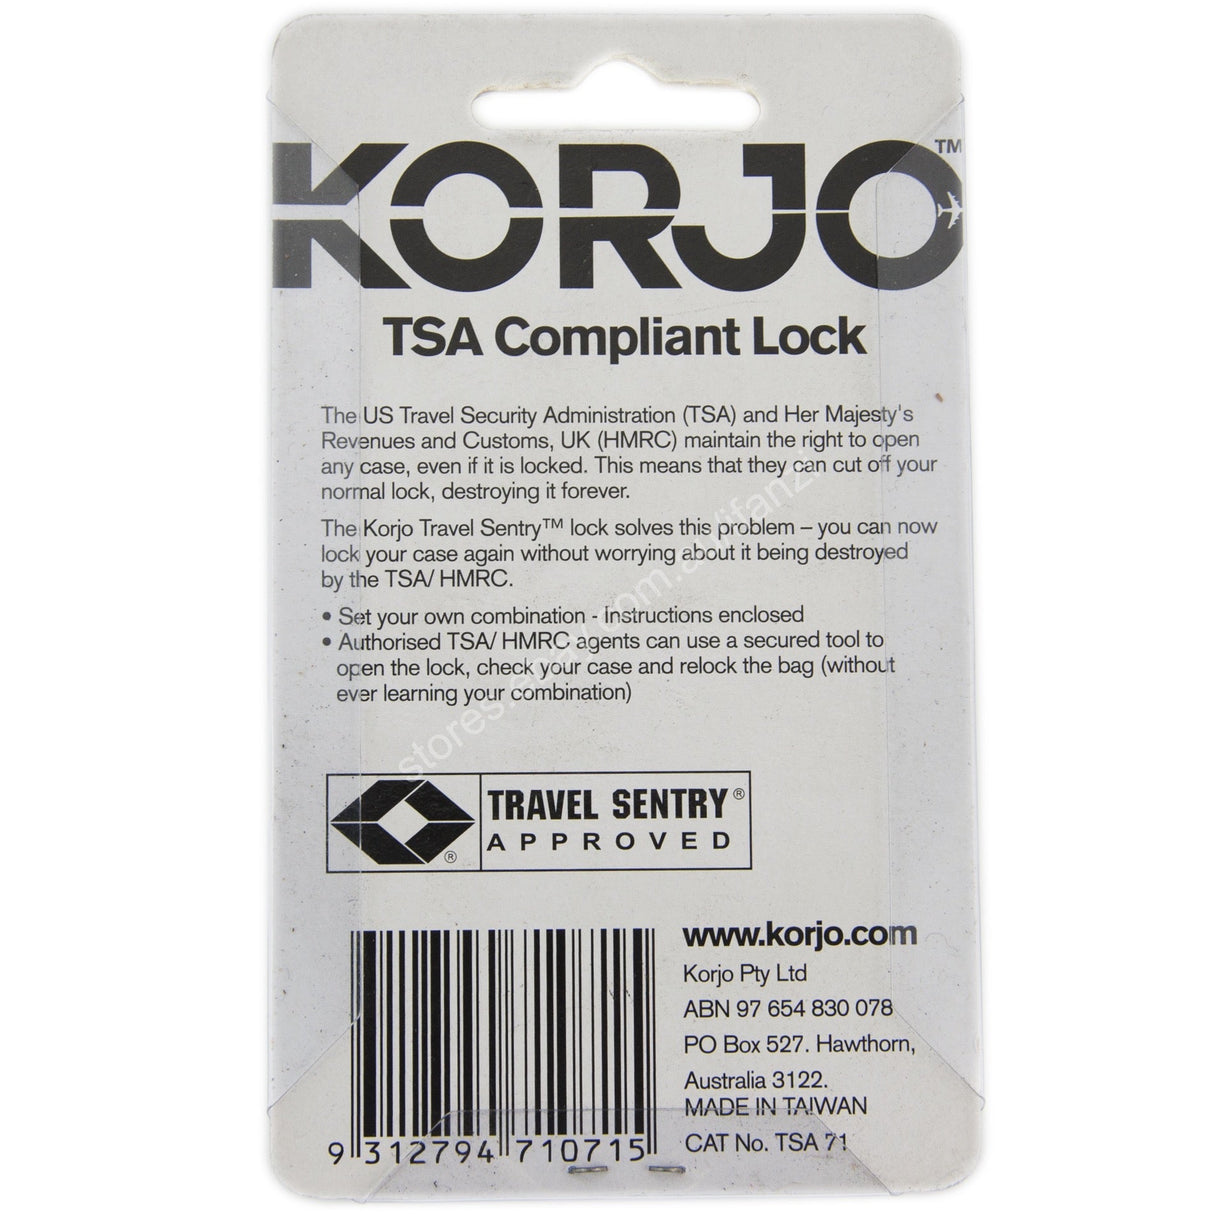 KORJO™
TSA Compliant Lock
The US Travel Security Administration (TSA) and Her Majesty's
Revenues and Customs, UK (HMRC) maintain the right to open
any case, even if it is locked. This means that they can cut off your
normal lock, destroying it forever.
The Korjo Travel Sentry™ lock solves this problem – you can now
lock your case again without worrying about it being destroyed
by the TSA/ HMRC.
• Set your own combination - Instructions enclosed
• Authorised TSA/ HMRC agents can use a secured tool to
open the lock, check your case and relock the bag (without
ever learning your combination)
stores.ebay.com.au/ifanzi
TRAVEL SENTRY®
APPROVED
®
www.korjo.com
Korjo Pty Ltd
ABN 97 654 830 078
PO Box 527. Hawthorn,
Australia 3122.
MADE IN TAIWAN
CAT No. TSA 71
9 312794 710715